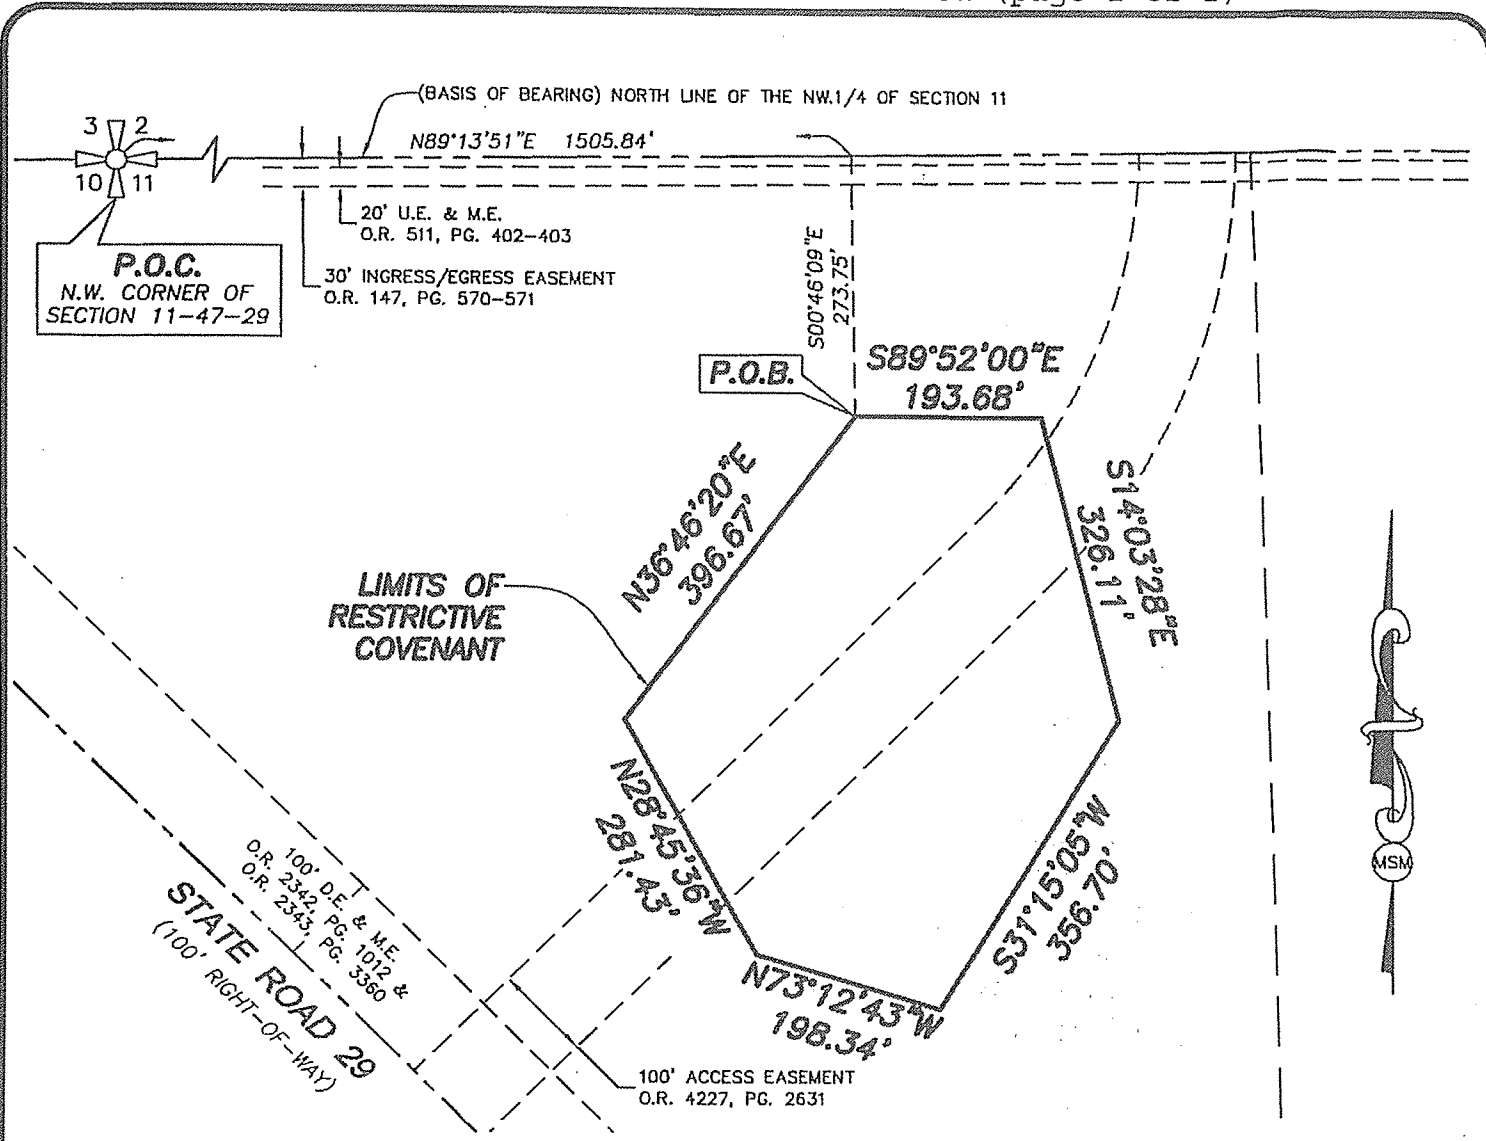 (BASIS OF BEARING) NORTH LINE OF THE NW.1/4 OF SECTION 11
N89°13'51"E 1505.84'
3 2
10 11
P.O.C.
N.W. CORNER OF
SECTION 11-47-29
20' U.E. & M.E.
O.R. 511, PG. 402-403
30' INGRESS/EGRESS EASEMENT
O.R. 147, PG. 570-571
S00°46'09"E
273.75'
P.O.B.
S89°52'00"E
193.68'
N36°46'20"E
396.67'
S14°03'28"E
326.11'
LIMITS OF
RESTRICTIVE
COVENANT
N28°45'36"W
281.43'
S31°15'05"W
356.70'
N73°12'43"W
198.34'
100' D.E. & M.E.
D.R. 2342, PG. 1012 &
O.R. 2343, PG. 3360
STATE ROAD 29
(100' RIGHT-OF-WAY)
100' ACCESS EASEMENT
O.R. 4227, PG. 2631
MSM